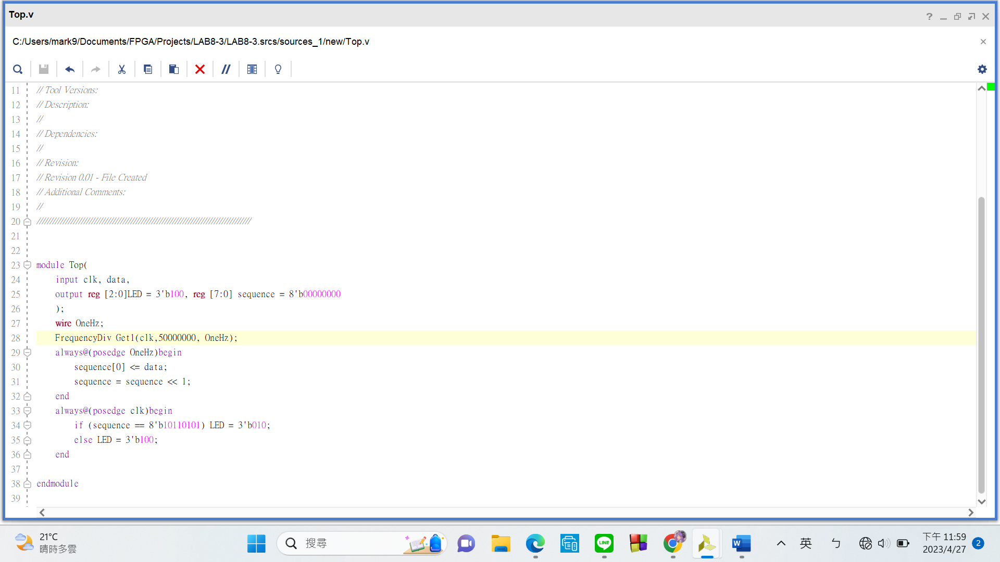 Top.v
C:/Users/mark9/Documents/FPGA/Projects/LAB8-3/LAB8-3.srcs/sources_1/new/Top.v
11 // Tool Versions:
12 // Description:
13 //
14 // Dependencies:
15 //
16 // Revision:
17 // Revision 0.01 - File Created
18 // Additional Comments:
19 //
20 //////////////////////////////////////////////////////////////////////////////////
21
22
23 module Top(
24 input clk, data,
25 output reg [2:0]LED = 3'b100, reg [7:0] sequence = 8'b00000000
26 );
27 wire OneHz;
28 FrequencyDiv Get1(clk,50000000, OneHz);
29 always@(posedge OneHz)begin
30 sequence[0] <= data;
31 sequence = sequence << 1;
32 end
33 always@(posedge clk)begin
34 if (sequence == 8'b10110101) LED = 3'b010;
35 else LED = 3'b100;
36 end
37
38 endmodule
39
21°C
晴時多雲
搜尋
LINE
W
英
ㄅ
下午 11:59
2023/4/27
2